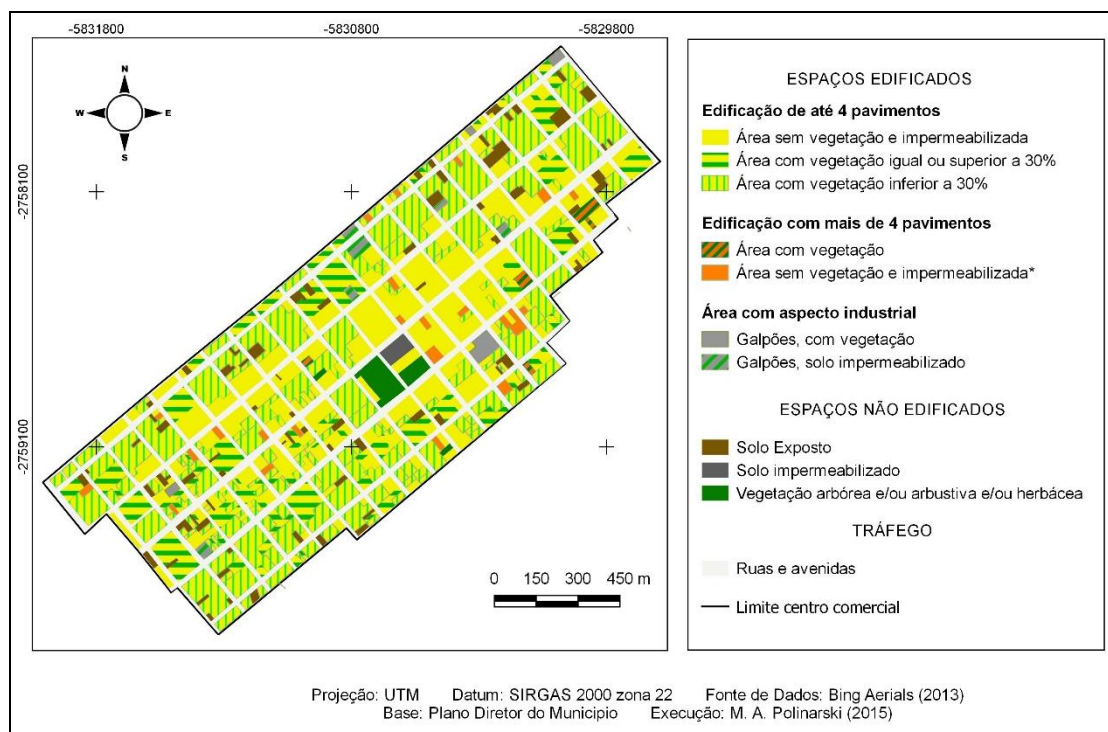 -5831800 -5830800 -5829800
N
W E
S
-2758100
-2759100
0 150 300 450 m
ESPAÇOS EDIFICADOS
Edificação de até 4 pavimentos
Área sem vegetação e impermeabilizada
Área com vegetação igual ou superior a 30%
Área com vegetação inferior a 30%
Edificação com mais de 4 pavimentos
Área com vegetação
Área sem vegetação e impermeabilizada*
Área com aspecto industrial
Galpões, com vegetação
Galpões, solo impermeabilizado
ESPAÇOS NÃO EDIFICADOS
Solo Exposto
Solo impermeabilizado
Vegetação arbórea e/ou arbustiva e/ou herbácea
TRÁFEGO
Ruas e avenidas
Limite centro comercial
Projeção: UTM Datum: SIRGAS 2000 zona 22 Fonte de Dados: Bing Aerials (2013)
Base: Plano Diretor do Municipio Execução: M. A. Polinarski (2015)